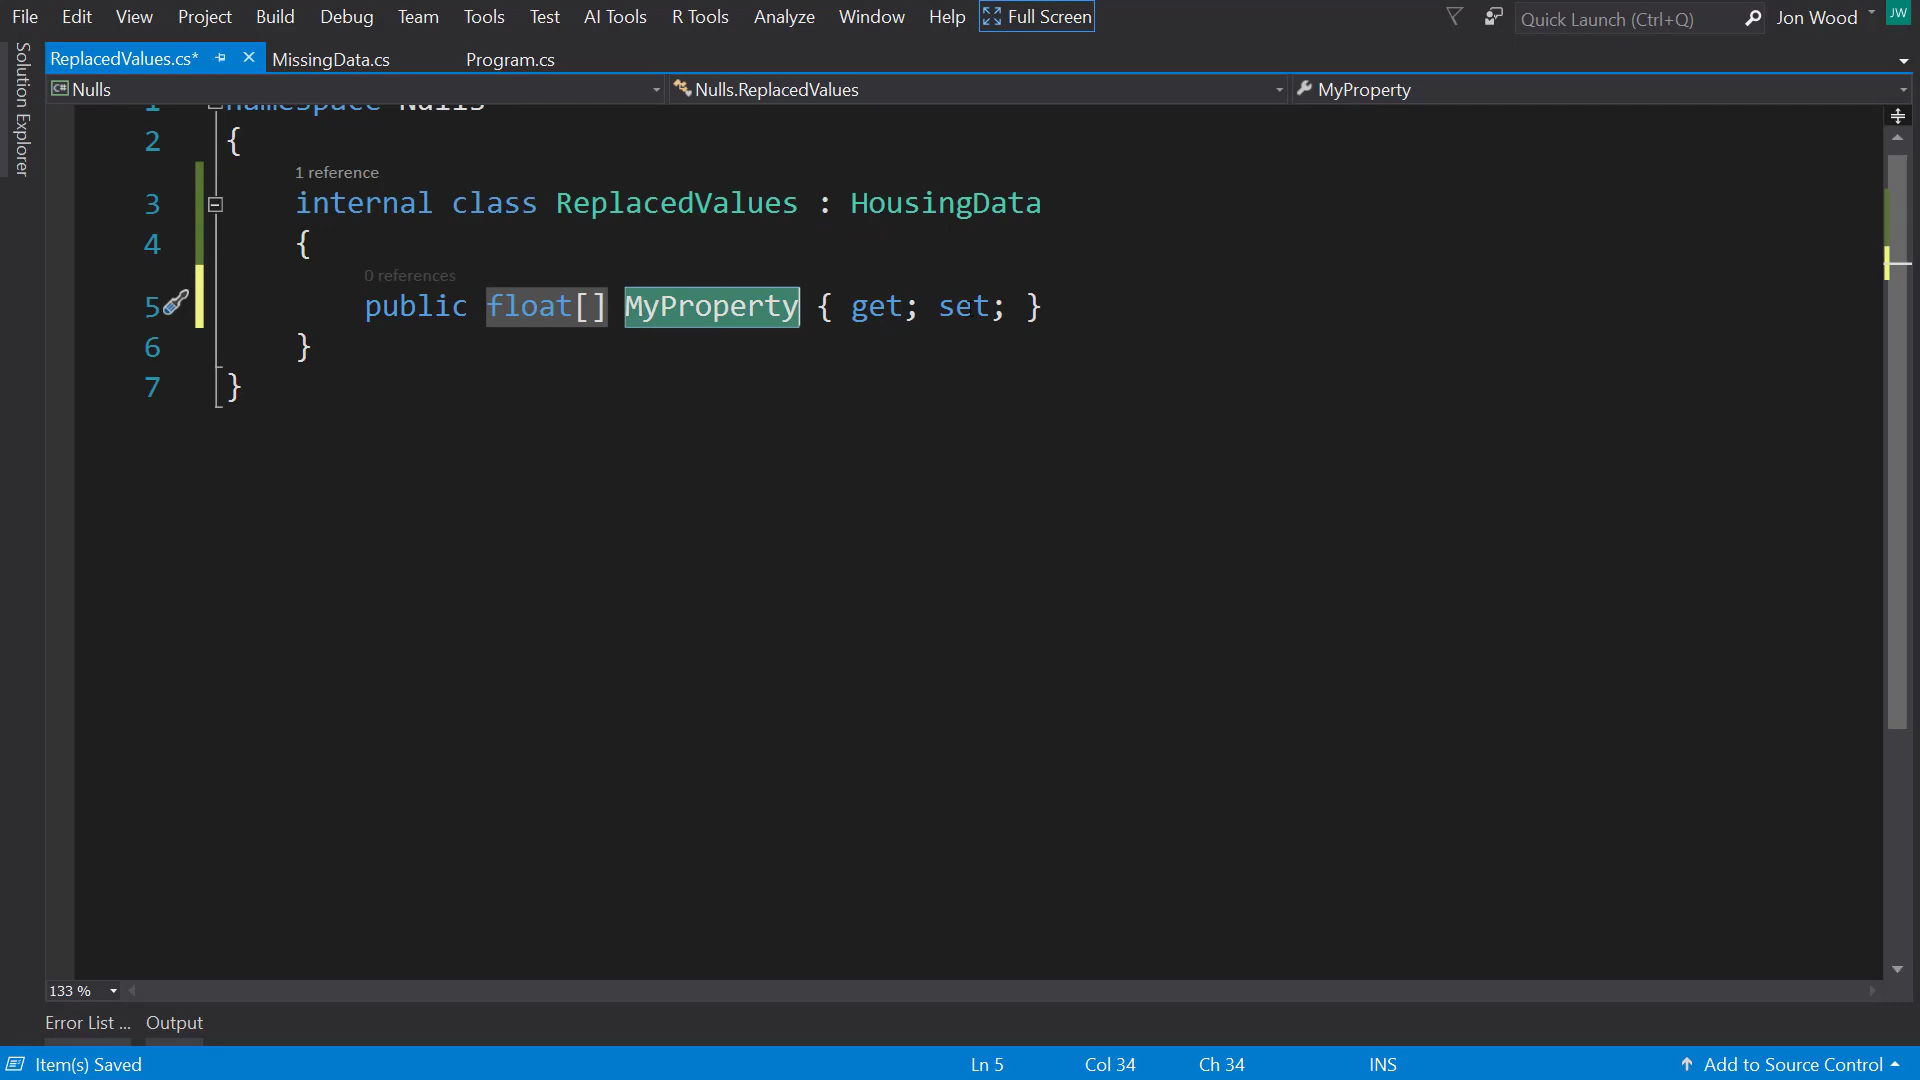 File Edit View Project Build Debug Team Tools Test AI Tools R Tools Analyze Window Help Full Screen Quick Launch (Ctrl+Q) Jon Wood JW
Solution Explorer
ReplacedValues.cs* MissingData.cs Program.cs
C# Nulls Nulls.ReplacedValues MyProperty
1 namespace Nulls
2 {
1 reference
3 internal class ReplacedValues : HousingData
4 {
0 references
5 public float[] MyProperty { get; set; }
6 }
7 }
133 %
Error List ... Output
Item(s) Saved Ln 5 Col 34 Ch 34 INS Add to Source Control